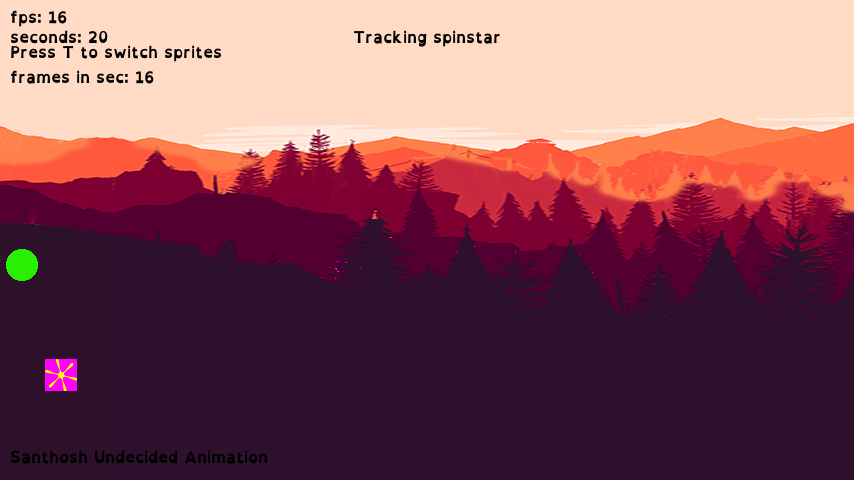 fps: 16
seconds: 20
Press T to switch sprites
frames in sec: 16
Tracking spinstar
Santhosh Undecided Animation